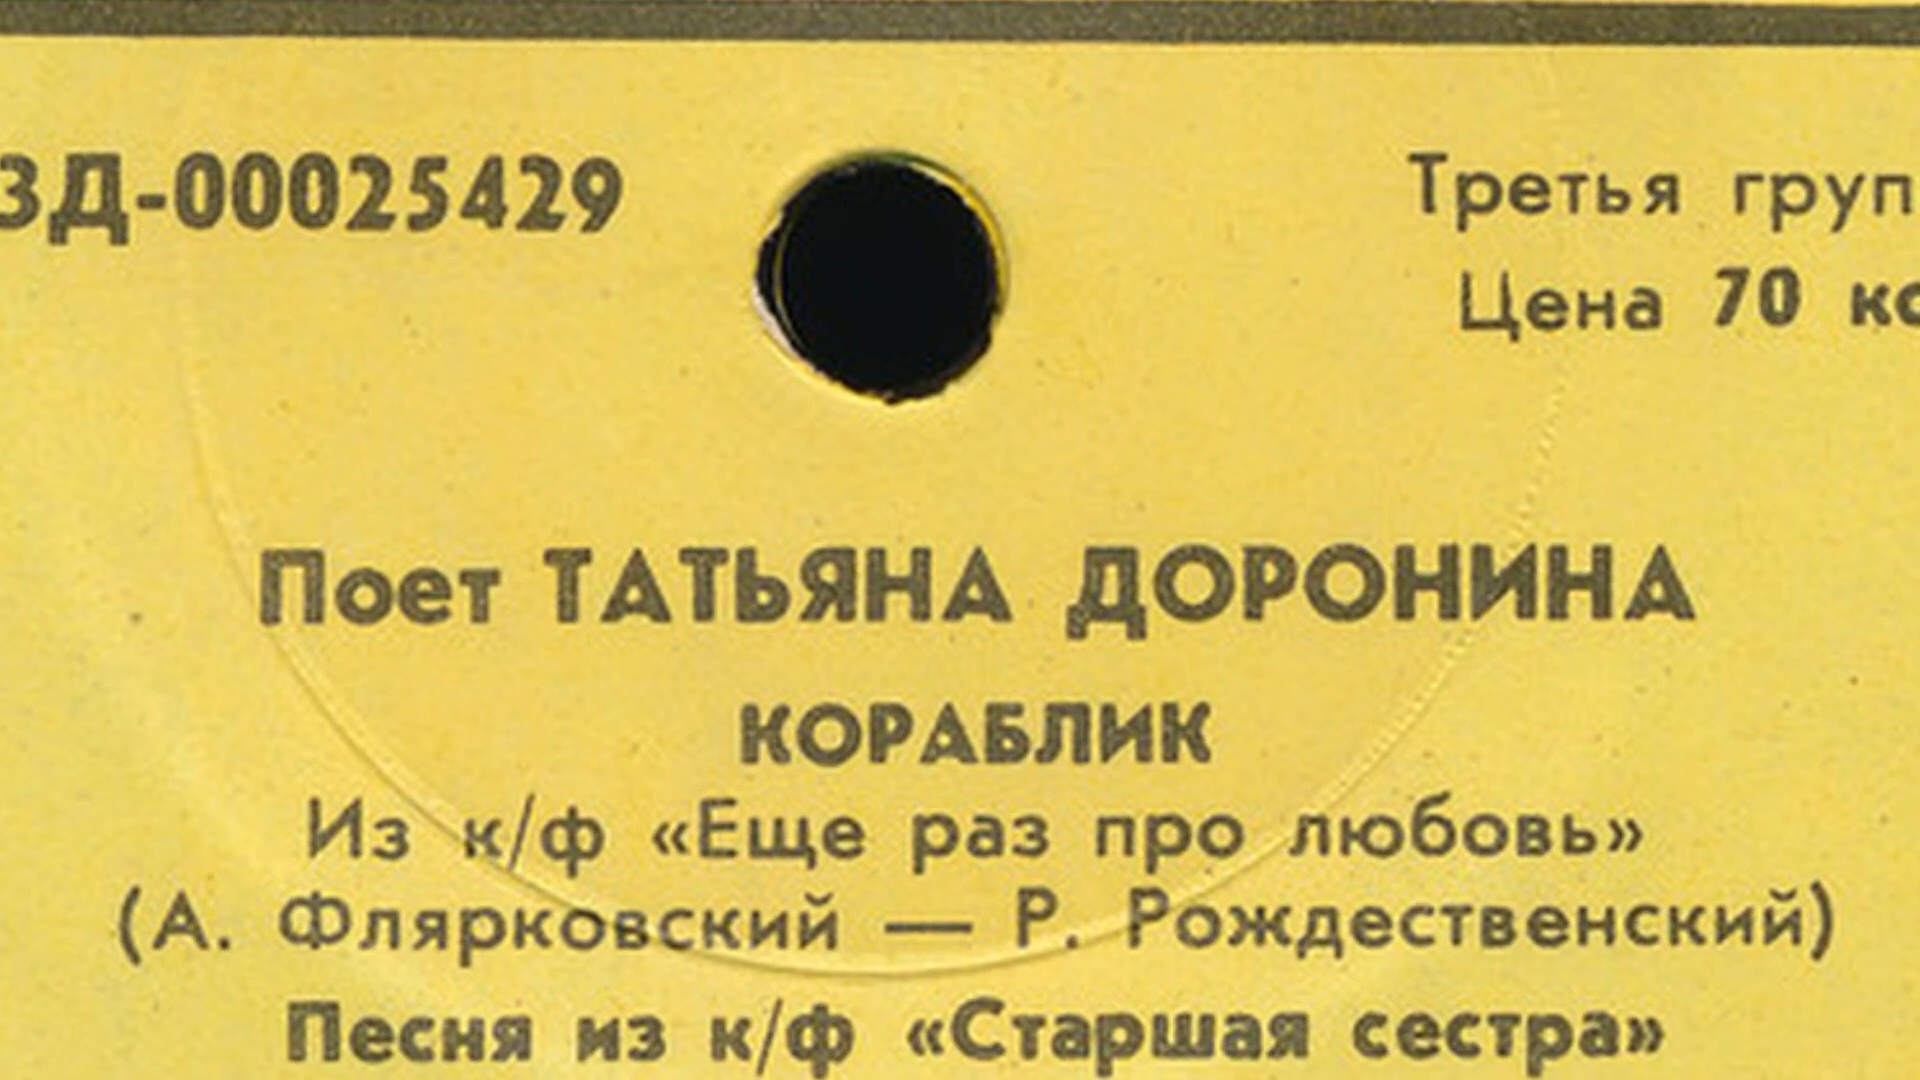 ЗД-00025429
Третья груп
Цена 70 ко
Поет ТАТЬЯНА ДОРОНИНА
КОРАБЛИК
Из к/ф «Еще раз про любовь»
(А. Флярковский — Р. Рождественский)
Песня из к/ф «Старшая сестра»